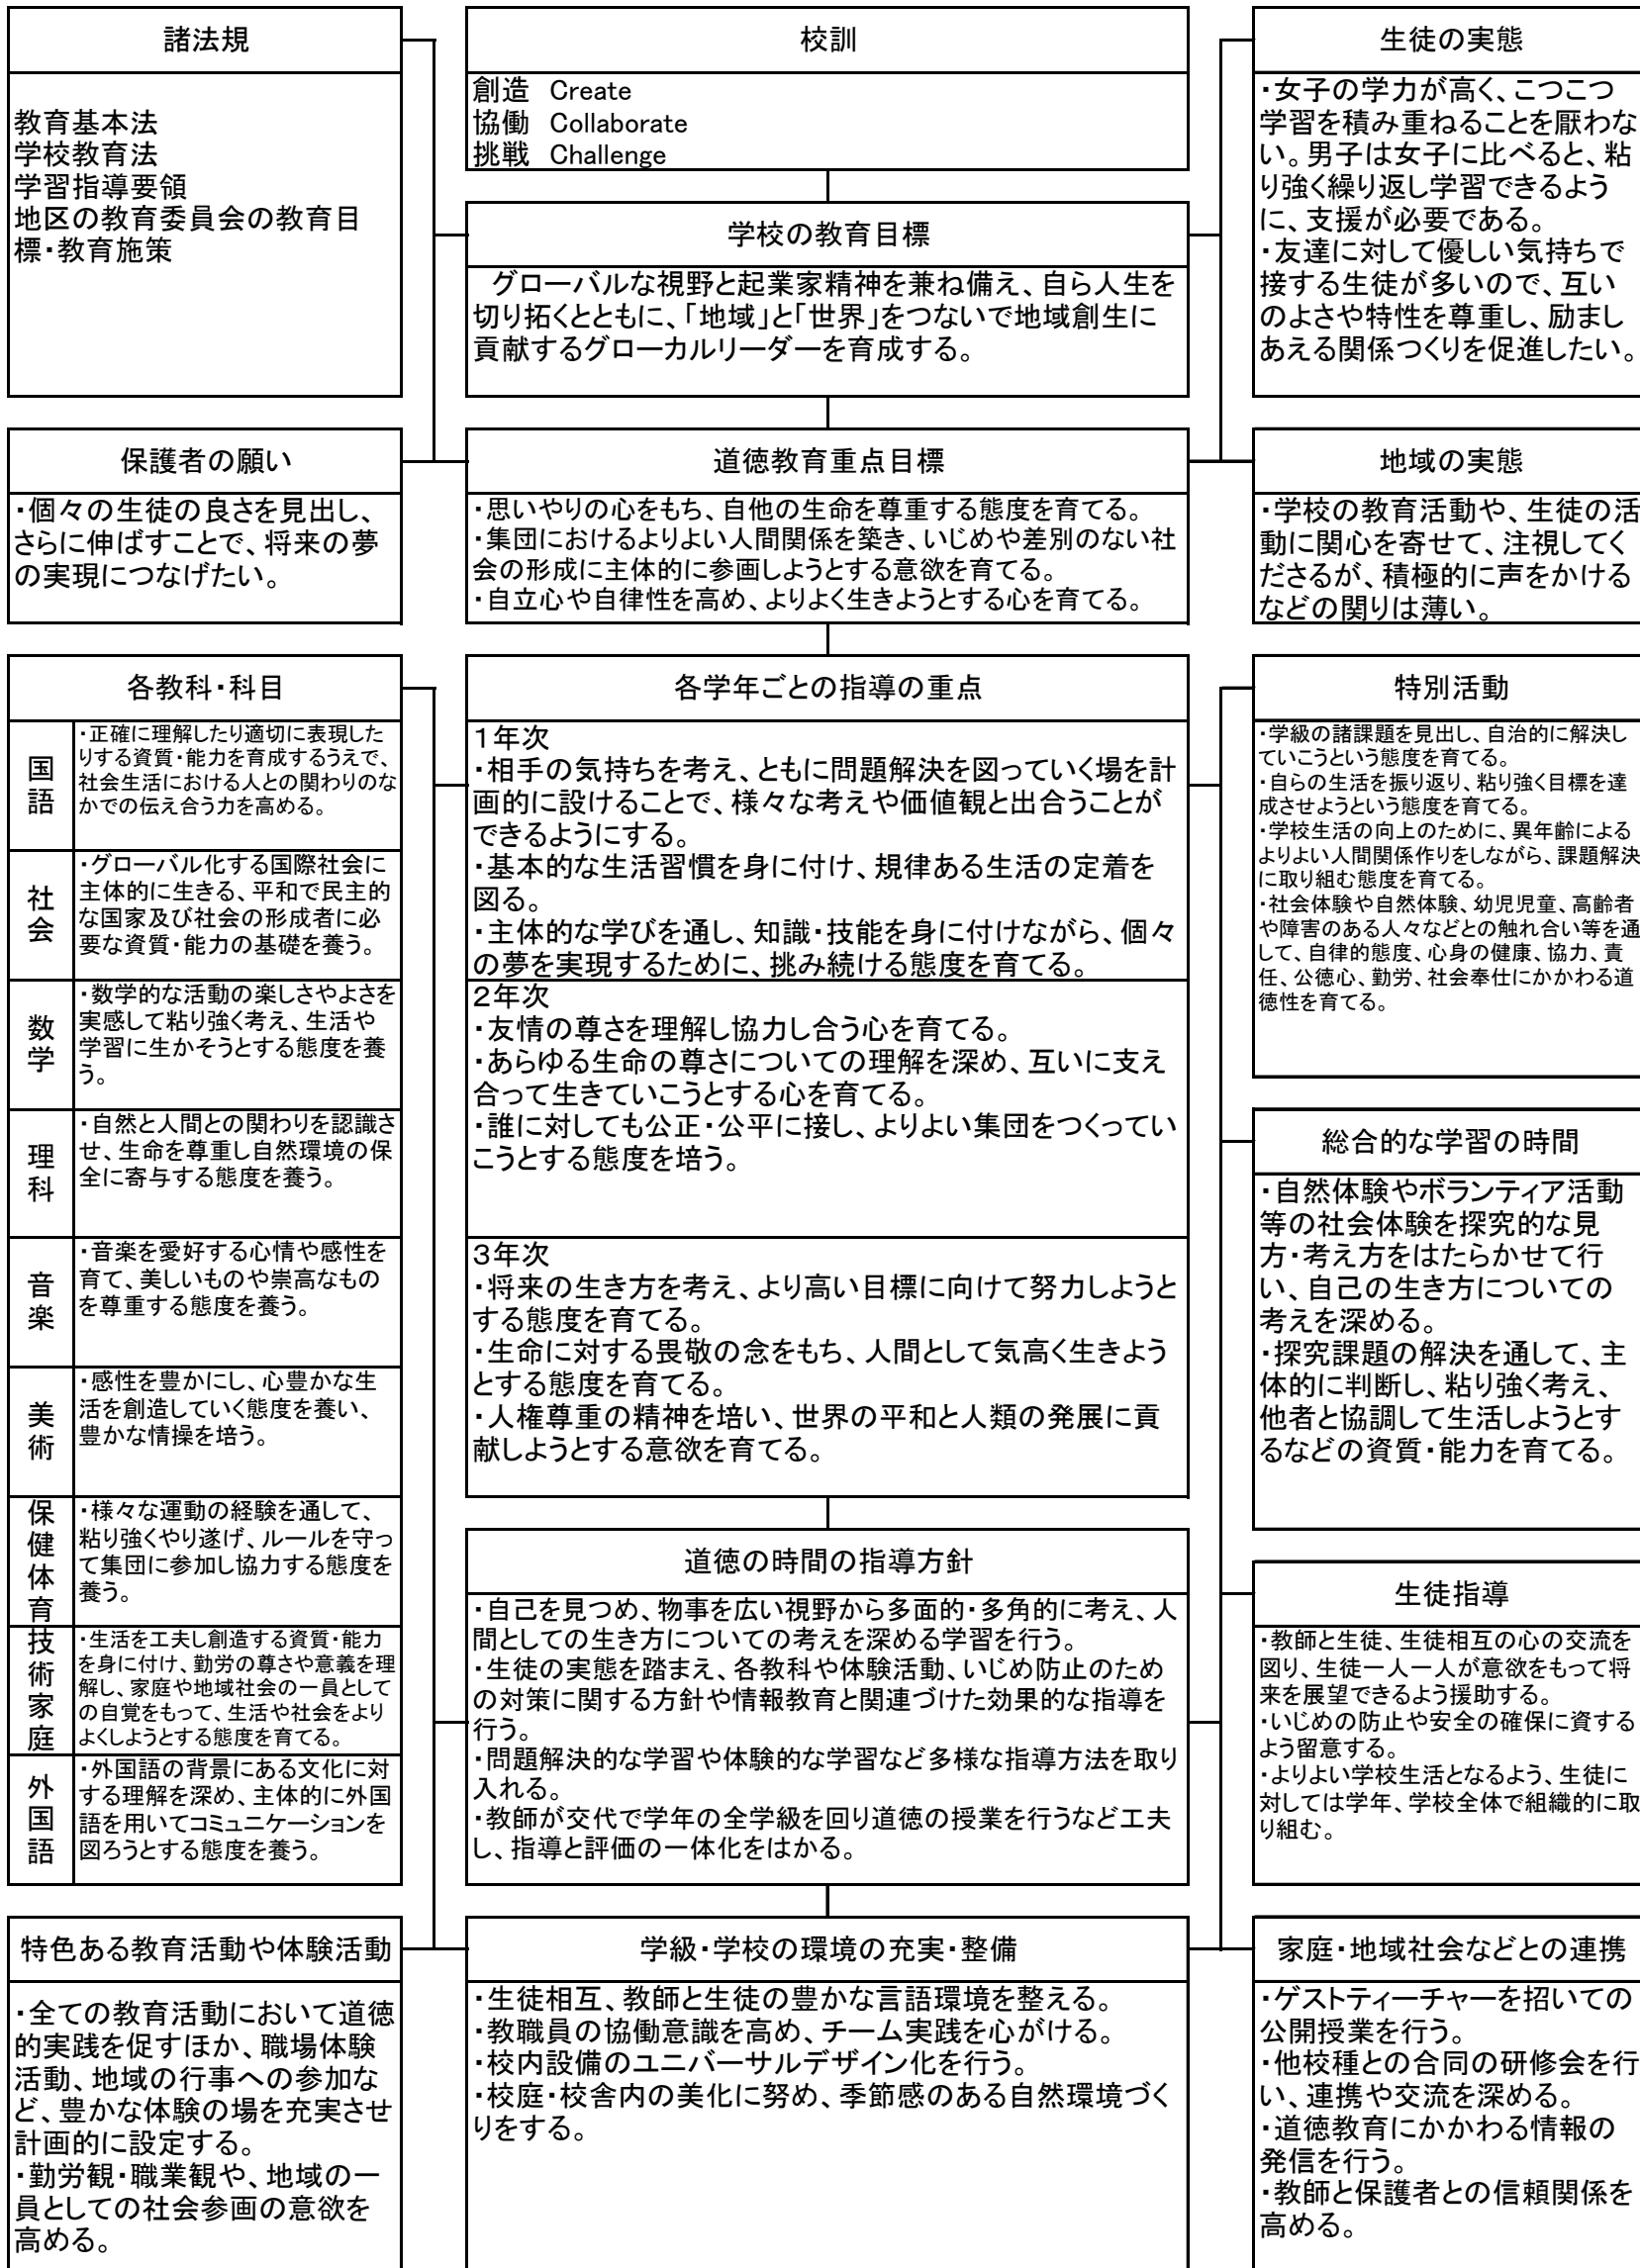 諸法規
教育基本法
学校教育法
学習指導要領
地区の教育委員会の教育目
標・教育施策
校訓
創造 Create
協働 Collaborate
挑戦 Challenge
生徒の実態
・女子の学力が高く、こつこつ
学習を積み重ねることを厭わな
い。男子は女子に比べると、粘
り強く繰り返し学習できるよう
に、支援が必要である。
・友達に対して優しい気持ちで
接する生徒が多いので、互い
のよさや特性を尊重し、励まし
あえる関係つくりを促進したい。
学校の教育目標
グローバルな視野と起業家精神を兼ね備え、自ら人生を
切り拓くとともに、「地域」と「世界」をつないで地域創生に
貢献するグローカルリーダーを育成する。
保護者の願い
・個々の生徒の良さを見出し、
さらに伸ばすことで、将来の夢
の実現につなげたい。
道徳教育重点目標
・思いやりの心をもち、自他の生命を尊重する態度を育てる。
・集団におけるよりよい人間関係を築き、いじめや差別のない社
会の形成に主体的に参画しようとする意欲を育てる。
・自立心や自律性を高め、よりよく生きようとする心を育てる。
地域の実態
・学校の教育活動や、生徒の活
動に関心を寄せて、注視してく
ださるが、積極的に声をかける
などの関りは薄い。
各教科・科目
国語
・正確に理解したり適切に表現した
りする資質・能力を育成するうえで、
社会生活における人との関わりのな
かでの伝え合う力を高める。
社会
・グローバル化する国際社会に
主体的に生きる、平和で民主的
な国家及び社会の形成者に必
要な資質・能力の基礎を養う。
数学
・数学的な活動の楽しさやよさを
実感して粘り強く考え、生活や
学習に生かそうとする態度を養
う。
理科
・自然と人間との関わりを認識さ
せ、生命を尊重し自然環境の保
全に寄与する態度を養う。
音楽
・音楽を愛好する心情や感性を
育て、美しいものや崇高なもの
を尊重する態度を養う。
美術
・感性を豊かにし、心豊かな生
活を創造していく態度を養い、
豊かな情操を培う。
保健体育
・様々な運動の経験を通して、
粘り強くやり遂げ、ルールを守っ
て集団に参加し協力する態度を
養う。
技術家庭
・生活を工夫し創造する資質・能力
を身に付け、勤労の尊さや意義を理
解し、家庭や地域社会の一員として
の自覚をもって、生活や社会をより
よくしようとする態度を育てる。
外国語
・外国語の背景にある文化に対
する理解を深め、主体的に外国
語を用いてコミュニケーションを
図ろうとする態度を養う。
各学年ごとの指導の重点
1年次
・相手の気持ちを考え、ともに問題解決を図っていく場を計
画的に設けることで、様々な考えや価値観と出合うことが
できるようにする。
・基本的な生活習慣を身に付け、規律ある生活の定着を
図る。
・主体的な学びを通し、知識・技能を身に付けながら、個々
の夢を実現するために、挑み続ける態度を育てる。
2年次
・友情の尊さを理解し協力し合う心を育てる。
・あらゆる生命の尊さについての理解を深め、互いに支え
合って生きていこうとする心を育てる。
・誰に対しても公正・公平に接し、よりよい集団をつくってい
こうとする態度を培う。
3年次
・将来の生き方を考え、より高い目標に向けて努力しようと
する態度を育てる。
・生命に対する畏敬の念をもち、人間として気高く生きよう
とする態度を育てる。
・人権尊重の精神を培い、世界の平和と人類の発展に貢
献しようとする意欲を育てる。
道徳の時間の指導方針
・自己を見つめ、物事を広い視野から多面的・多角的に考え、人
間としての生き方についての考えを深める学習を行う。
・生徒の実態を踏まえ、各教科や体験活動、いじめ防止のため
の対策に関する方針や情報教育と関連づけた効果的な指導を
行う。
・問題解決的な学習や体験的な学習など多様な指導方法を取り
入れる。
・教師が交代で学年の全学級を回り道徳の授業を行うなど工夫
し、指導と評価の一体化をはかる。
特別活動
・学級の諸課題を見出し、自治的に解決し
ていこうという態度を育てる。
・自らの生活を振り返り、粘り強く目標を達
成させようという態度を育てる。
・学校生活の向上のために、異年齢による
よりよい人間関係作りをしながら、課題解決
に取り組む態度を育てる。
・社会体験や自然体験、幼児児童、高齢者
や障害のある人々などとの触れ合い等を通
して、自律的態度、心身の健康、協力、責
任、公徳心、勤労、社会奉仕にかかわる道
徳性を育てる。
総合的な学習の時間
・自然体験やボランティア活動
等の社会体験を探究的な見
方・考え方をはたらかせて行
い、自己の生き方についての
考えを深める。
・探究課題の解決を通して、主
体的に判断し、粘り強く考え、
他者と協調して生活しようとす
るなどの資質・能力を育てる。
生徒指導
・教師と生徒、生徒相互の心の交流を
図り、生徒一人一人が意欲をもって将
来を展望できるよう援助する。
・いじめの防止や安全の確保に資する
よう留意する。
・よりよい学校生活となるよう、生徒に
対しては学年、学校全体で組織的に取
り組む。
特色ある教育活動や体験活動
・全ての教育活動において道徳
的実践を促すほか、職場体験
活動、地域の行事への参加な
ど、豊かな体験の場を充実させ
計画的に設定する。
・勤労観・職業観や、地域の一
員としての社会参画の意欲を
高める。
学級・学校の環境の充実・整備
・生徒相互、教師と生徒の豊かな言語環境を整える。
・教職員の協働意識を高め、チーム実践を心がける。
・校内設備のユニバーサルデザイン化を行う。
・校庭・校舎内の美化に努め、季節感のある自然環境づく
りをする。
家庭・地域社会などとの連携
・ゲストティーチャーを招いての
公開授業を行う。
・他校種との合同の研修会を行
い、連携や交流を深める。
・道徳教育にかかわる情報の
発信を行う。
・教師と保護者との信頼関係を
高める。